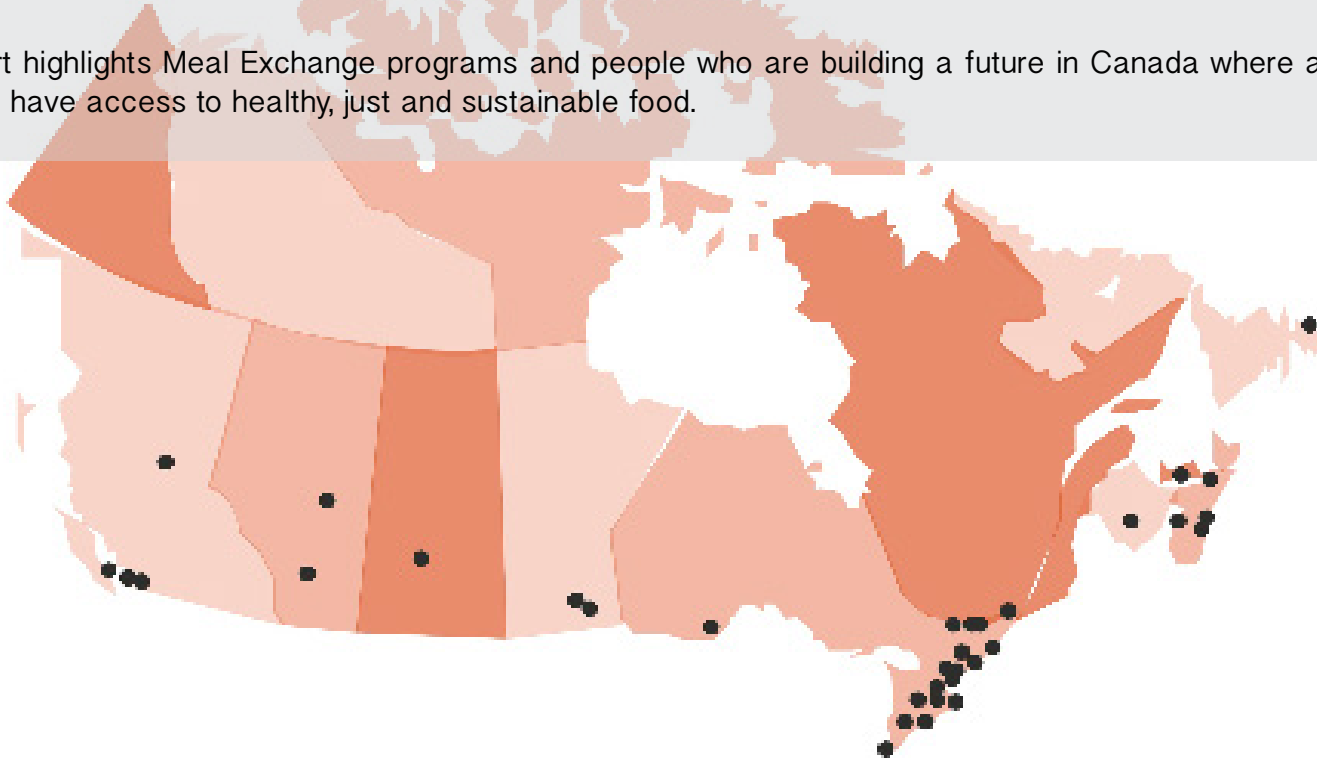 rt highlights Meal Exchange programs and people who are building a future in Canada where a
have access to healthy, just and sustainable food.